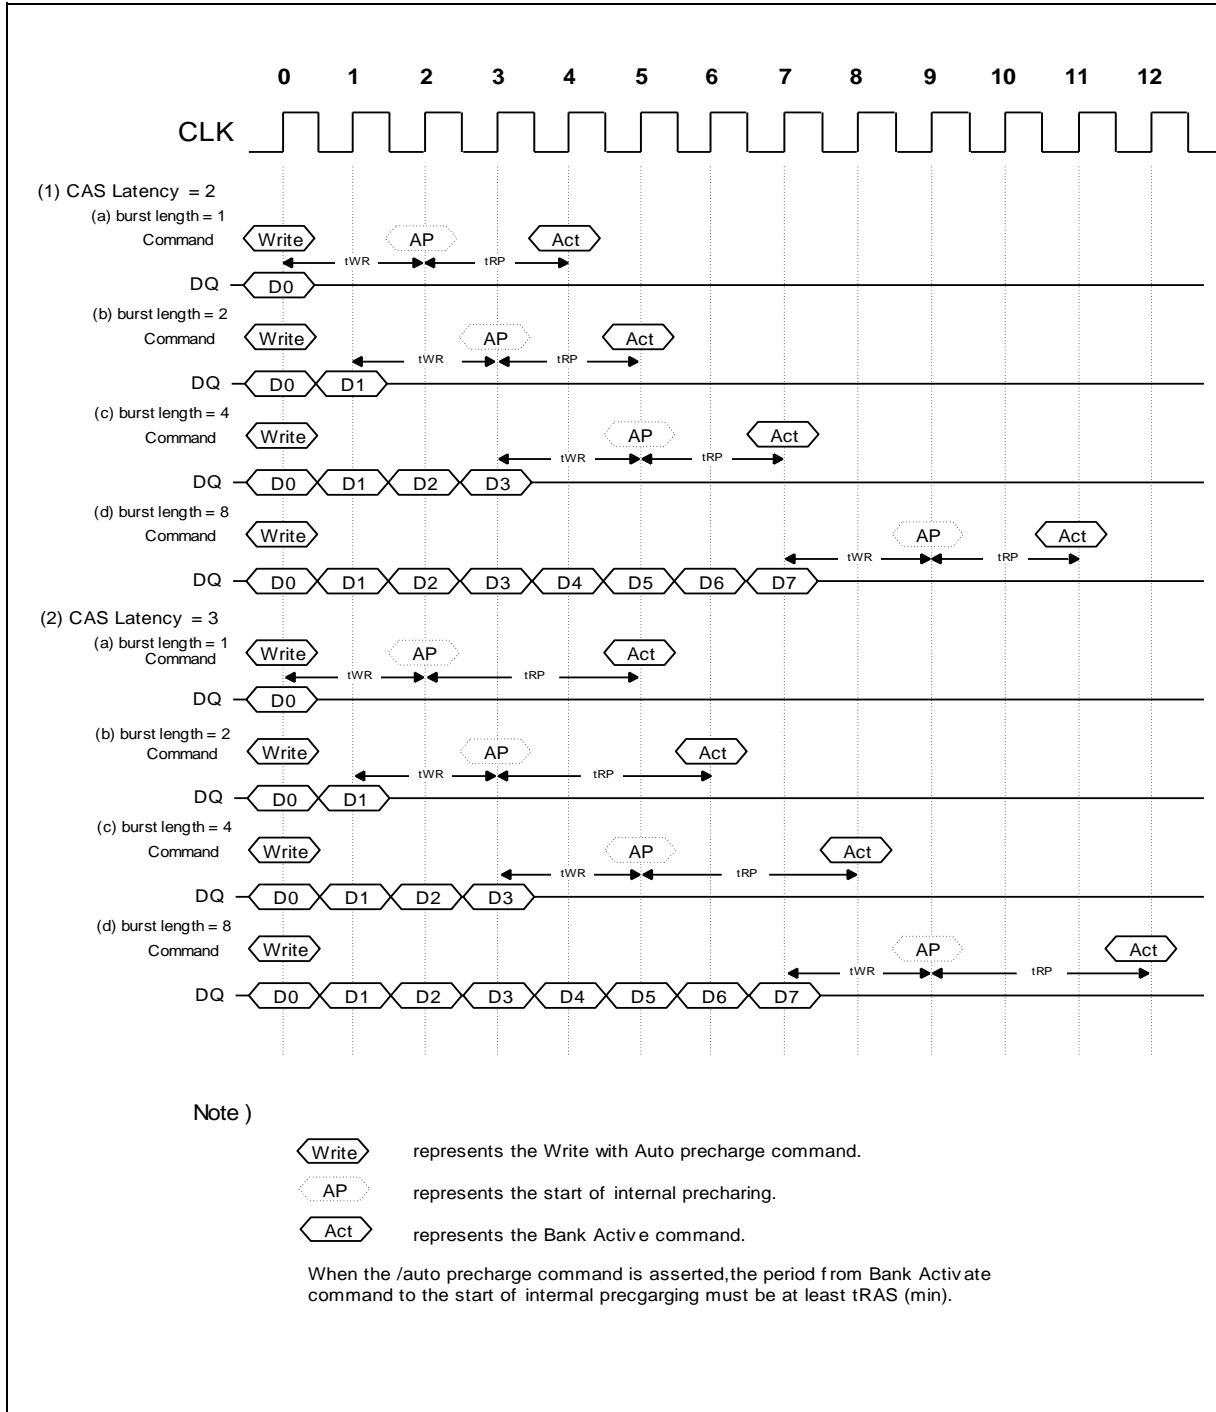 0 1 2 3 4 5 6 7 8 9 10 11 12
CLK
(1) CAS Latency = 2
(a) burst length = 1
Command Write AP Act
tWR tRP
DQ D0
(b) burst length = 2
Command Write AP Act
tWR tRP
DQ D0 D1
(c) burst length = 4
Command Write AP Act
tWR tRP
DQ D0 D1 D2 D3
(d) burst length = 8
Command Write AP Act
tWR tRP
DQ D0 D1 D2 D3 D4 D5 D6 D7
(2) CAS Latency = 3
(a) burst length = 1
Command Write AP Act
tWR tRP
DQ D0
(b) burst length = 2
Command Write AP Act
tWR tRP
DQ D0 D1
(c) burst length = 4
Command Write AP Act
tWR tRP
DQ D0 D1 D2 D3
(d) burst length = 8
Command Write AP Act
tWR tRP
DQ D0 D1 D2 D3 D4 D5 D6 D7
Note )
Write represents the Write with Auto precharge command.
AP represents the start of internal precharing.
Act represents the Bank Active command.
When the /auto precharge command is asserted,the period from Bank Activate
command to the start of intermal precgarging must be at least tRAS (min).